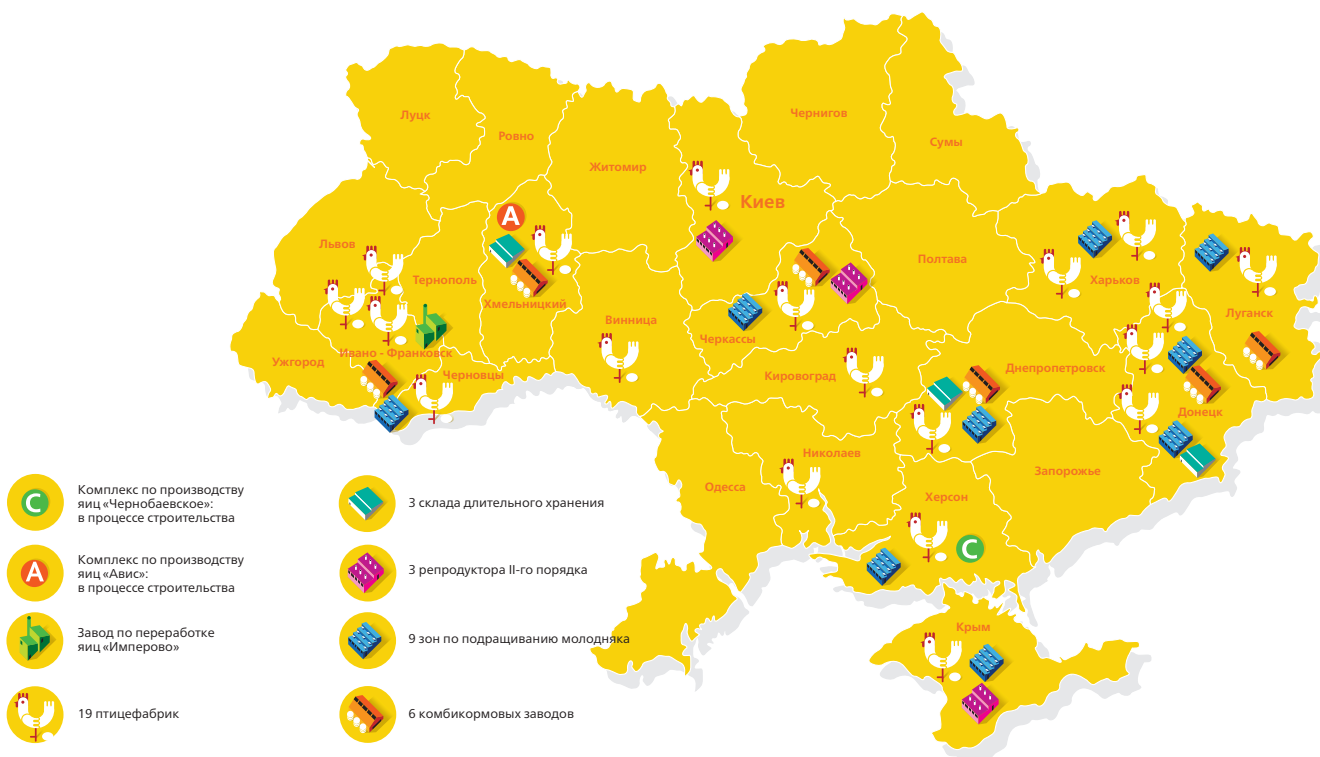 Луцк
Ровно
Житомир
Чернигов
Сумы
Киев
Львов
A
Тернополь
Хмельницкий
Полтава
Харьков
Луганск
Винница
Черкассы
Ужгород
Ивано - Франковск
Черновцы
Кировоград
Днепропетровск
Донецк
Николаев
Запорожье
Одесса
Херсон
C
Крым
C
Комплекс по производству
яиц «Чернобаевское»:
в процессе строительства
A
Комплекс по производству
яиц «Авис»:
в процессе строительства
Завод по переработке
яиц «Имперово»
19 птицефабрик
3 склада длительного хранения
3 репродуктора II-го порядка
9 зон по подращиванию молодняка
6 комбикормовых заводов